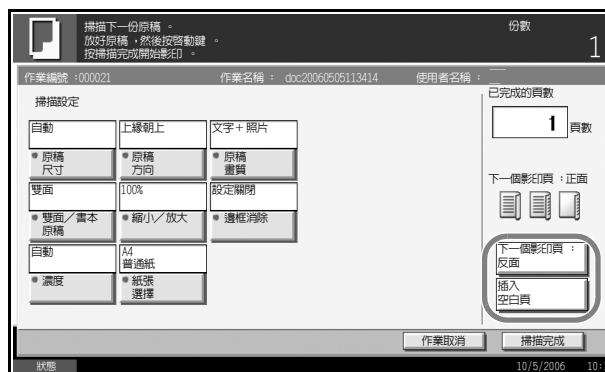 掃描下一份原稿 。
放好原稿 ,然後按啓動鍵 。
按掃描完成開始影印 。
份數
1
作業編號 :000021
作業名稱 : doc20060505113414
使用者名稱 :
掃描設定
自動
上緣朝上
文字+照片
原稿
尺寸
原稿
方向
原稿
畫質
雙面
100%
設定關閉
雙面/書本
原稿
縮小/放大
邊框消除
自動
A4
普通紙
濃度
紙張
選擇
已完成的頁數
1 頁數
下一個影印頁 :正面
下一個影印頁 :
反面
插入
空白頁
作業取消
掃描完成
狀態
10/5/2006
10: